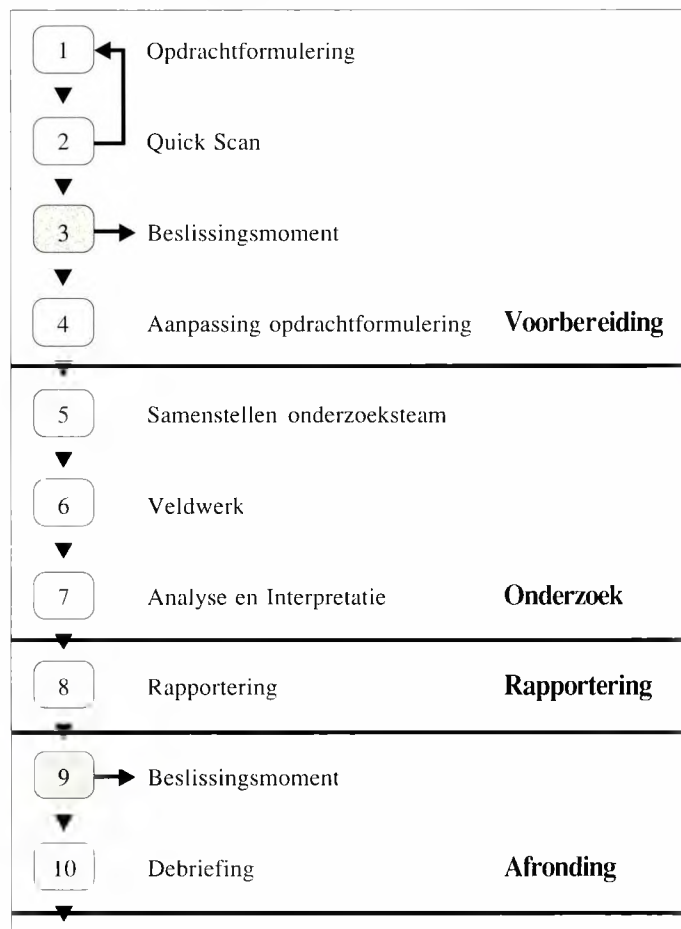 1 Opdrachtformulering
2 Quick Scan
3 Beslissingsmoment
4 Aanpassing opdrachtformulering Voorbereiding
5 Samenstellen onderzoeksteam
6 Veldwerk
7 Analyse en Interpretatie Onderzoek
8 Rapportering Rapportering
9 Beslissingsmoment
10 Debriefing Afronding